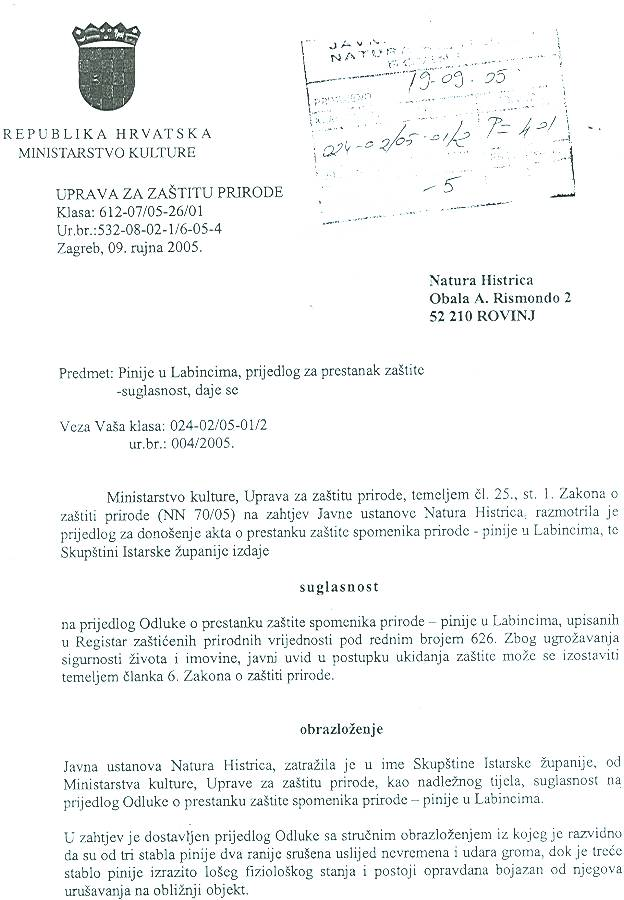 REPUBLIKA HRVATSKA
MINISTARSTVO KULTURE
UPRAVA ZA ZAŠTITU PRIRODE
Klasa: 612-07/05-26/01
Ur.br.:532-08-02-1/6-05-4
Zagreb, 09. rujna 2005.
NATURA
19-09-05
024-02/05-01/2 P= 401
-5
Natura Histrica
Obala A. Rismondo 2
52 210 ROVINJ
Predmet: Pinije u Labincima, prijedlog za prestanak zaštite
-suglasnost, daje se
Veza Vaša klasa: 024-02/05-01/2
ur.br.: 004/2005.
Ministarstvo kulture, Uprava za zaštitu prirode, temeljem čl. 25., st. 1. Zakona o
zaštiti prirode (NN 70/05) na zahtjev Javne ustanove Natura Histrica, razmotrila je
prijedlog za donošenje akta o prestanku zaštite spomenika prirode - pinije u Labincima, te
Skupštini Istarske županije izdaje
suglasnost
na prijedlog Odluke o prestanku zaštite spomenika prirode – pinije u Labincima, upisanih
u Registar zaštićenih prirodnih vrijednosti pod rednim brojem 626. Zbog ugrožavanja
sigurnosti života i imovine, javni uvid u postupku ukidanja zaštite može se izostaviti
temeljem članka 6. Zakona o zaštiti prirode.
obrazloženje
Javna ustanova Natura Histrica, zatražila je u ime Skupštine Istarske županije, od
Ministarstva kulture, Uprave za zaštitu prirode, kao nadležnog tijela, suglasnost na
prijedlog Odluke o prestanku zaštite spomenika prirode – pinije u Labincima.
U zahtjev je dostavljen prijedlog Odluke sa stručnim obrazloženjem iz kojeg je razvidno
da su od tri stabla pinije dva ranije srušena uslijed nevremena i udara groma, dok je treće
stablo pinije izrazito lošeg fiziološkog stanja i postoji opravdana bojazan od njegova
urušavanja na obližnji objekt.